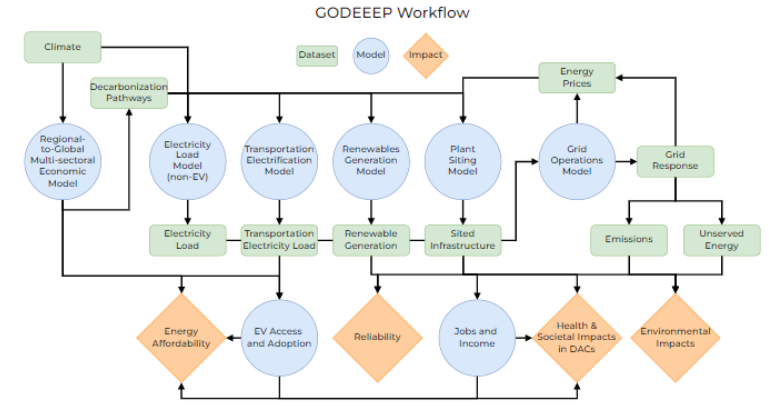 GODEEEP Workflow
Climate
Dataset
Model
Impact
Decarbonization
Pathways
Energy
Prices
Regional-
to-Global
Multi-sectoral
Economic
Model
Electricity
Load
Model
(non-EV)
Transportation
Electrification
Model
Renewables
Generation
Model
Plant
Siting
Model
Grid
Operations
Model
Grid
Response
Electricity
Load
Transportation
Electricity Load
Renewable
Generation
Sited
Infrastructure
Emissions
Unserved
Energy
Energy
Affordability
EV Access
and Adoption
Reliability
Jobs and
Income
Health &
Societal Impacts
in DACs
Environmental
Impacts